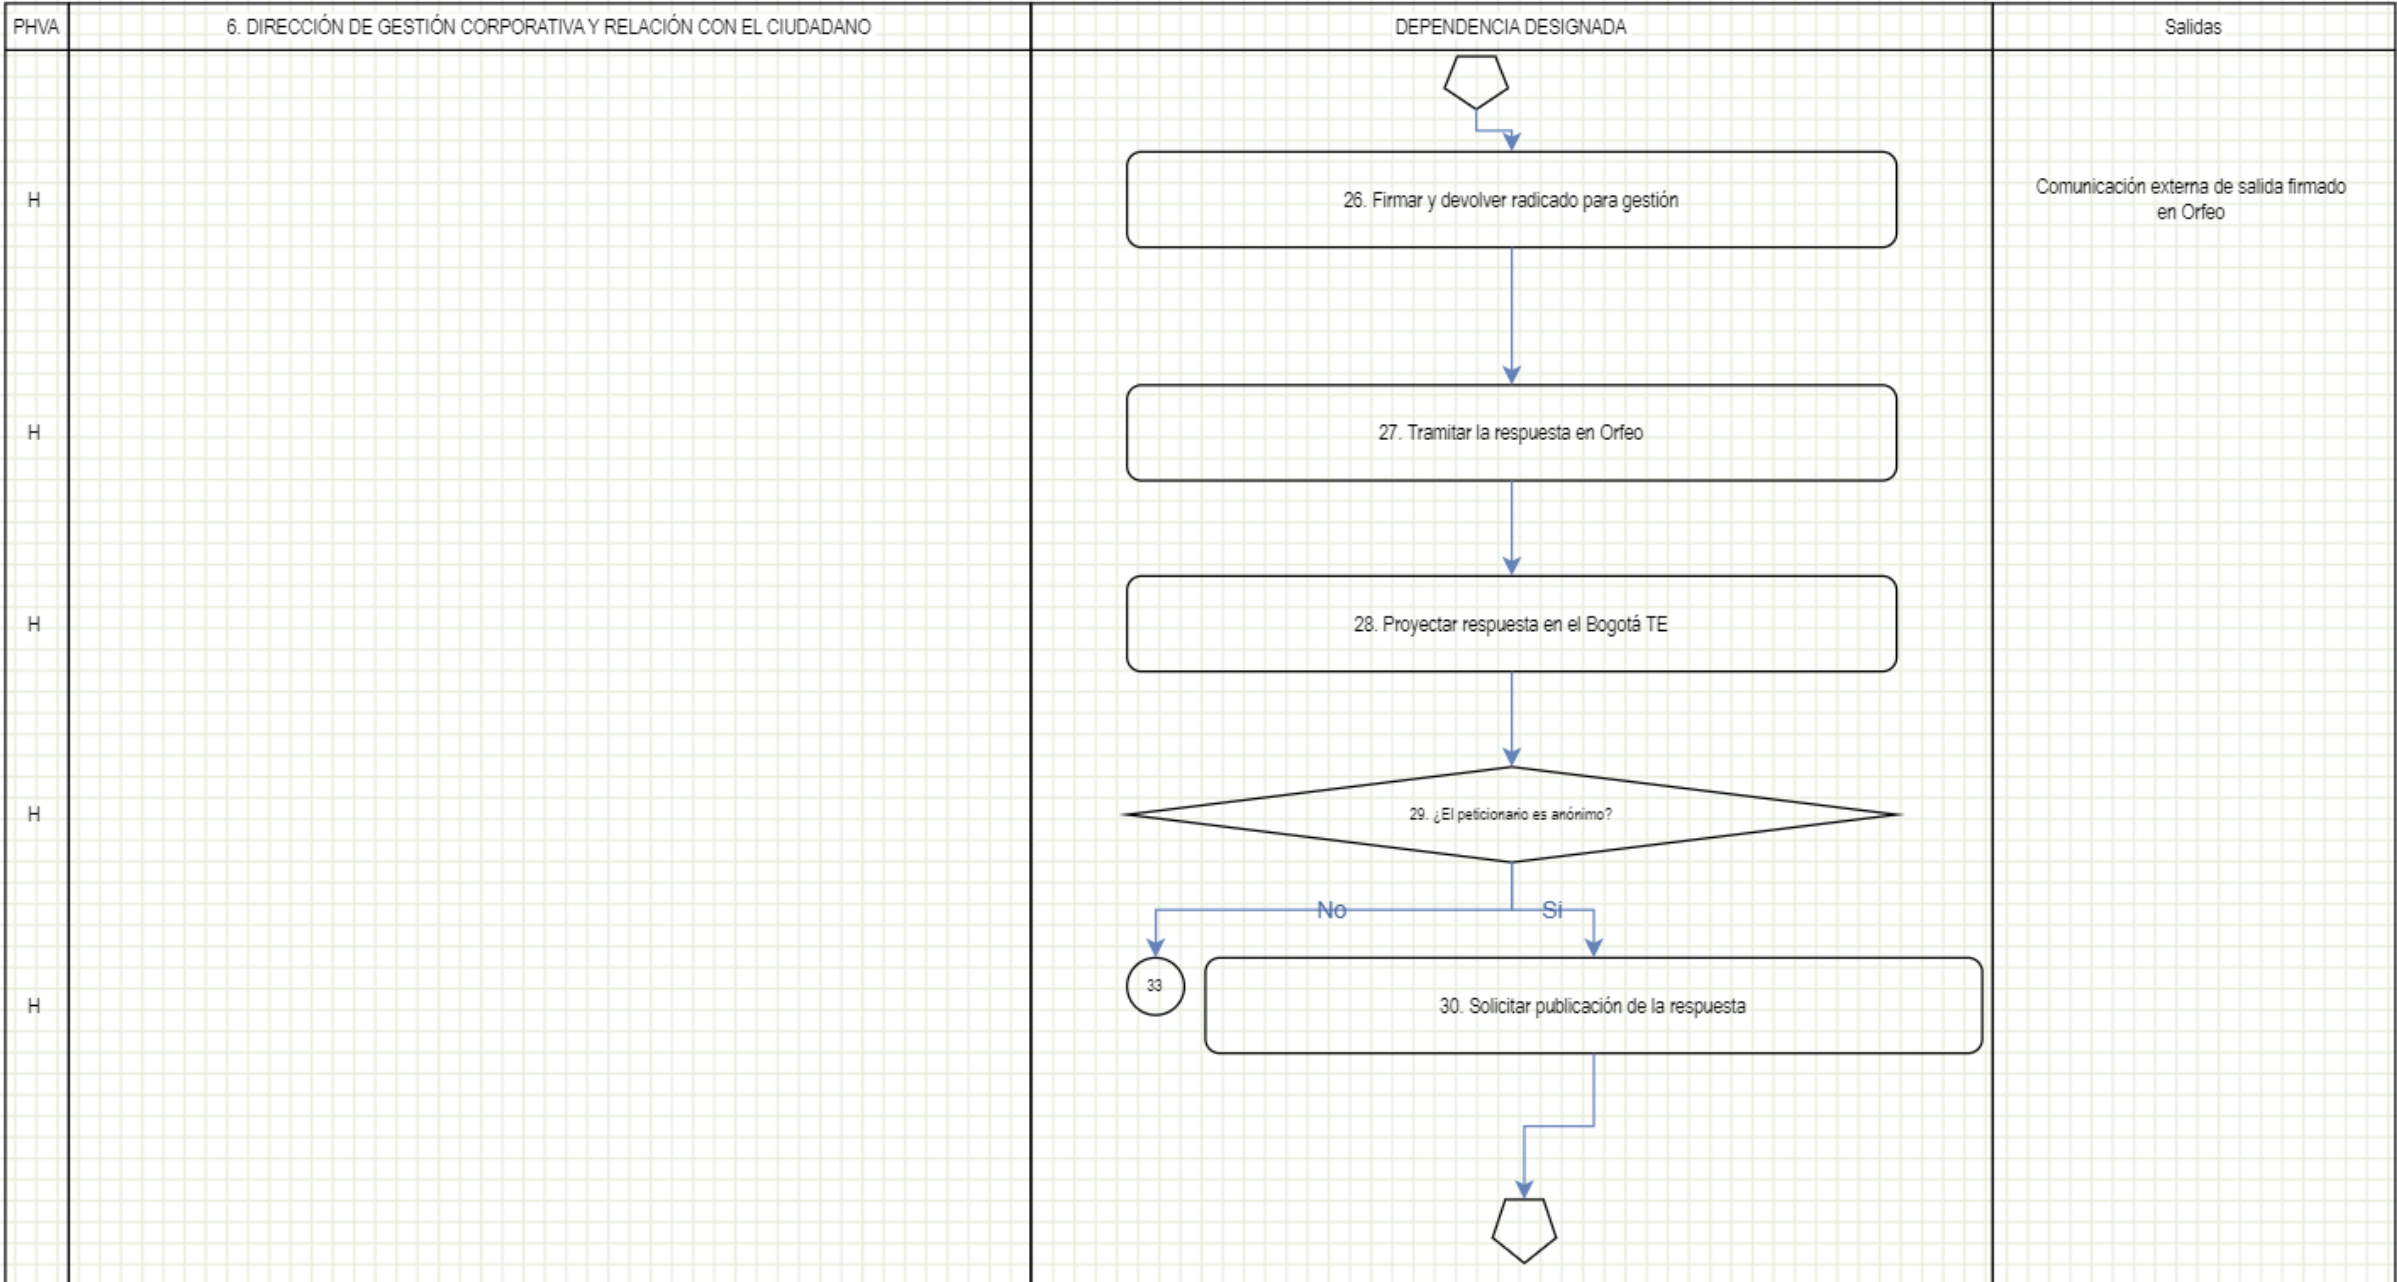 PHVA
6. DIRECCIÓN DE GESTIÓN CORPORATIVA Y RELACIÓN CON EL CIUDADANO
DEPENDENCIA DESIGNADA
Salidas
H
26. Firmar y devolver radicado para gestión
Comunicación externa de salida firmado
en Orfeo
H
27. Tramitar la respuesta en Orfeo
H
28. Proyectar respuesta en el Bogotá TE
H
29. ¿El peticionario es anónimo?
No
Si
33
H
30. Solicitar publicación de la respuesta